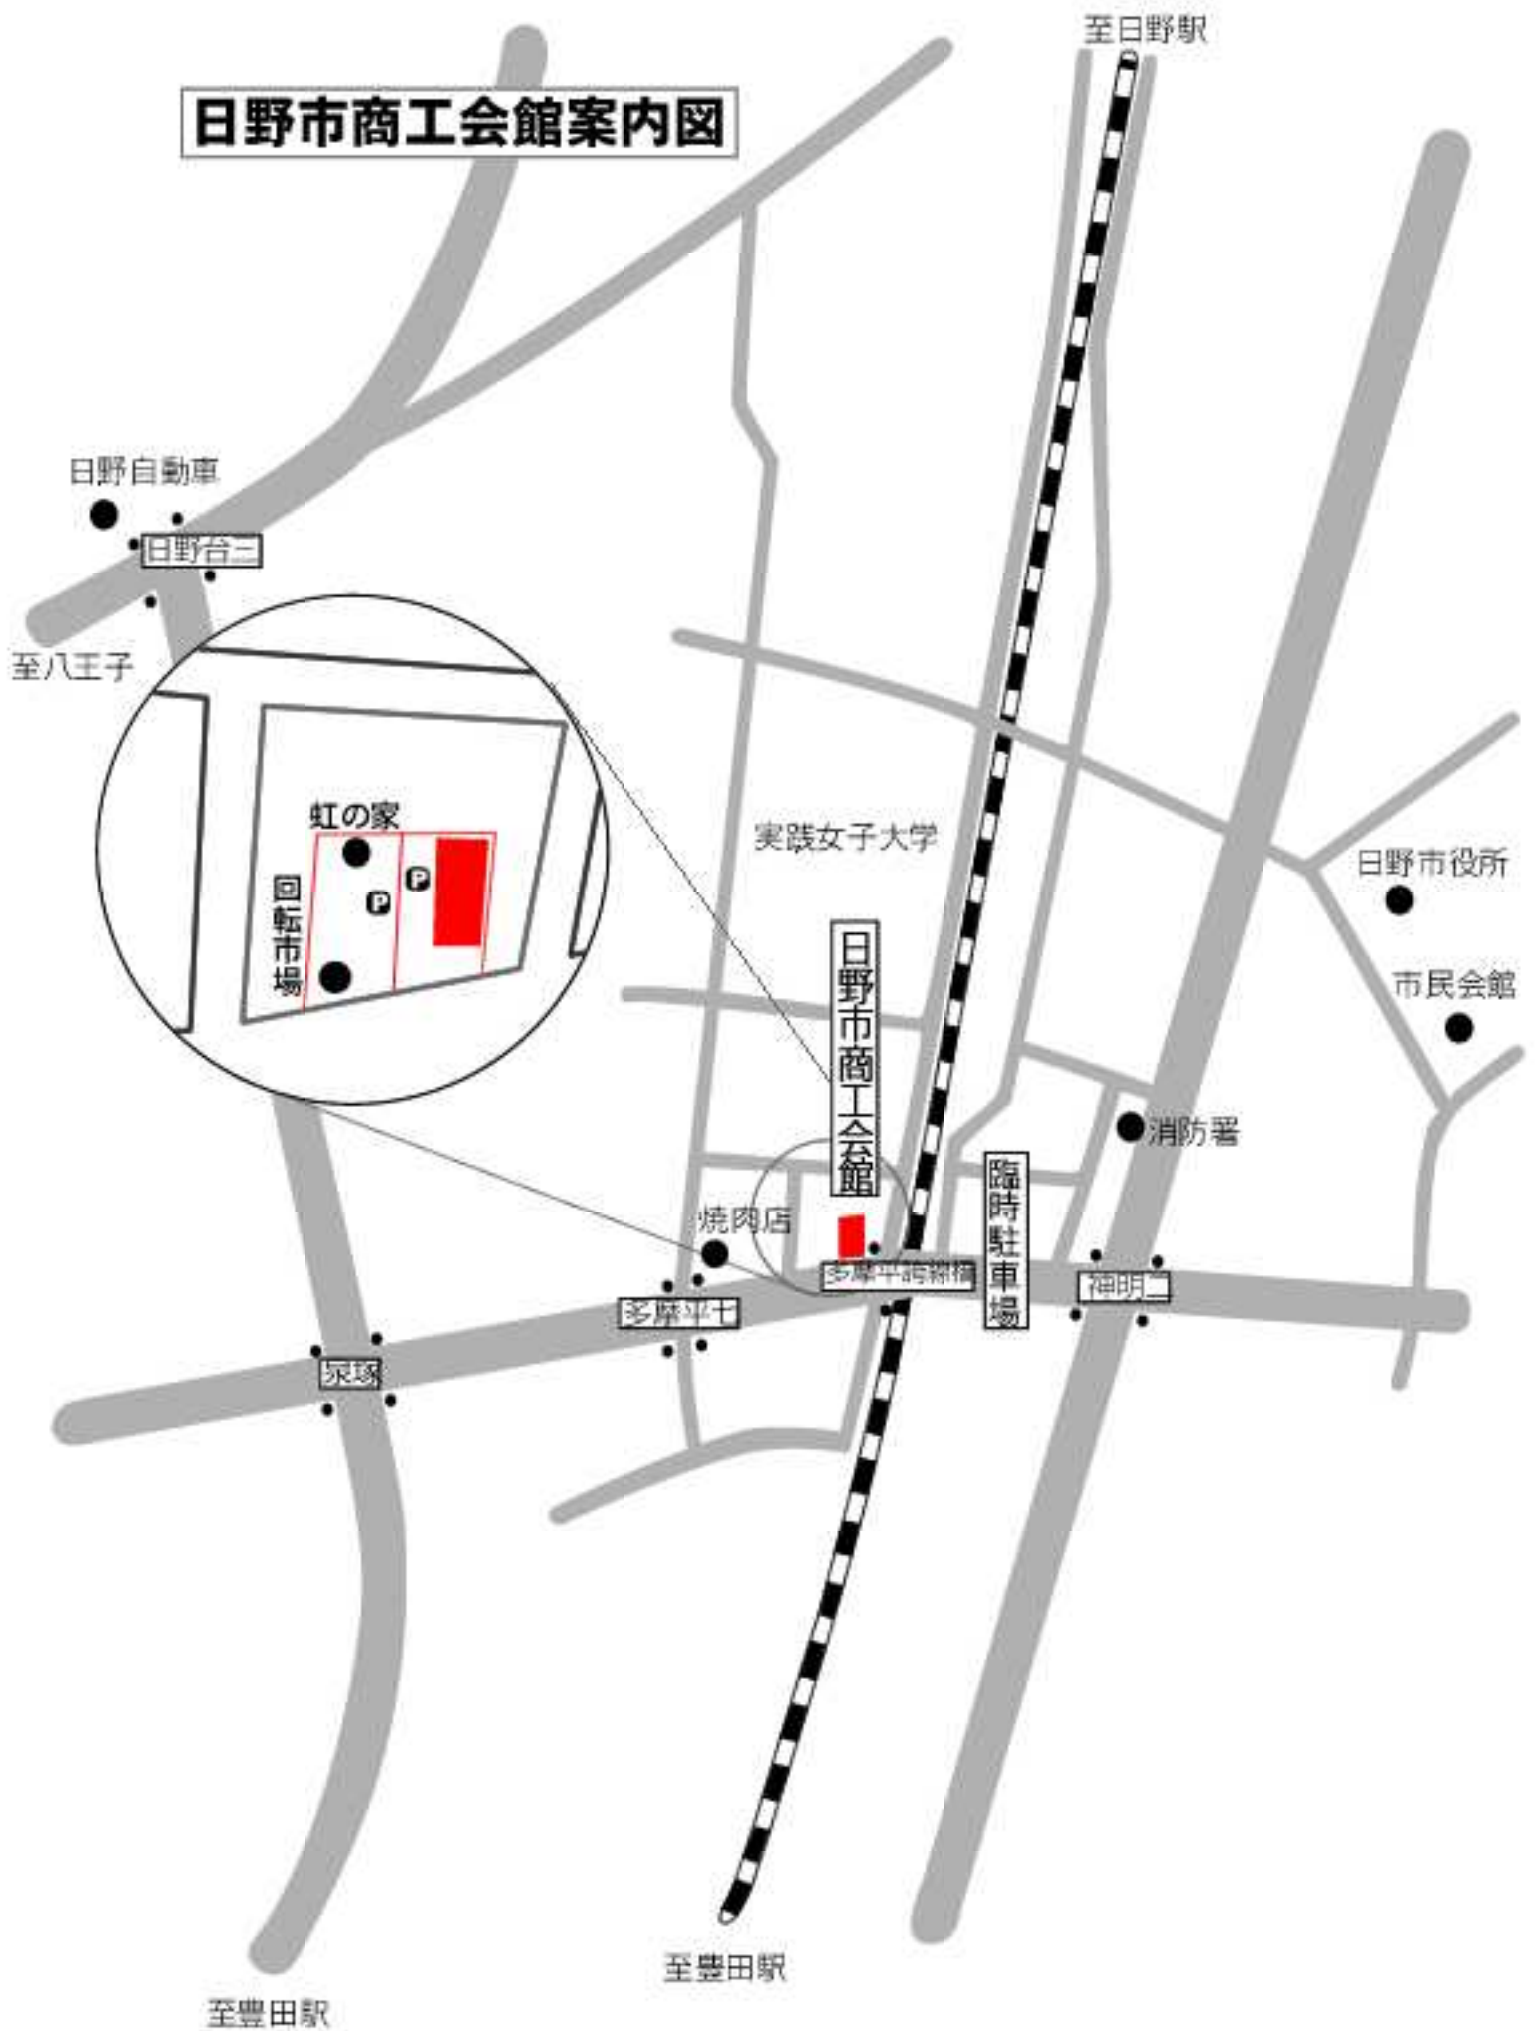 至日野駅
日野市商工会館案内図
日野自動車
日野台三
至八王子
虹の家
P
P
回転市場
実践女子大学
日野市役所
市民会館
日野市商工会館
消防署
臨時駐車場
焼肉店
多摩平跨線橋
神明二
多摩平七
泉塚
至豊田駅
至豊田駅